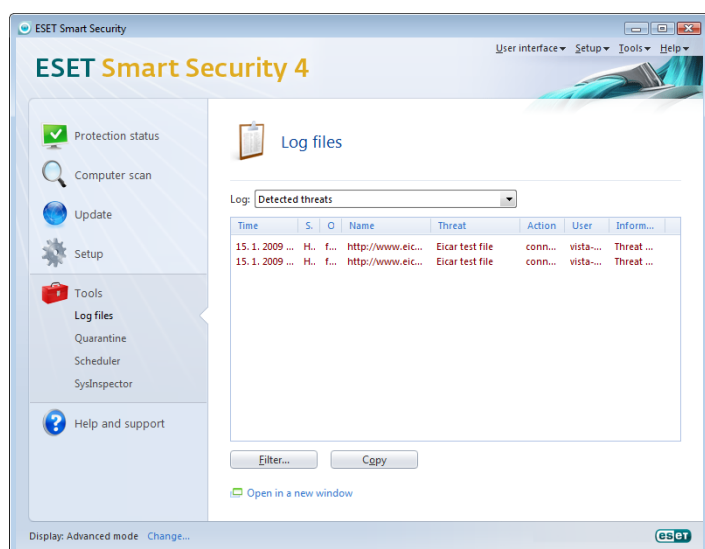 ESET Smart Security
User interface Setup Tools Help
ESET Smart Security 4
Protection status
Computer scan
Update
Setup
Tools
Log files
Quarantine
Scheduler
SysInspector
Help and support
Log files
Log: Detected threats
Time S. O Name Threat Action User Inform...
15. 1. 2009 ... H.. f... http://www.eic... Eicar test file conn... vista-... Threat ...
15. 1. 2009 ... H.. f... http://www.eic... Eicar test file conn... vista-... Threat ...
Filter... Copy
Open in a new window
Display: Advanced mode Change...
eseT